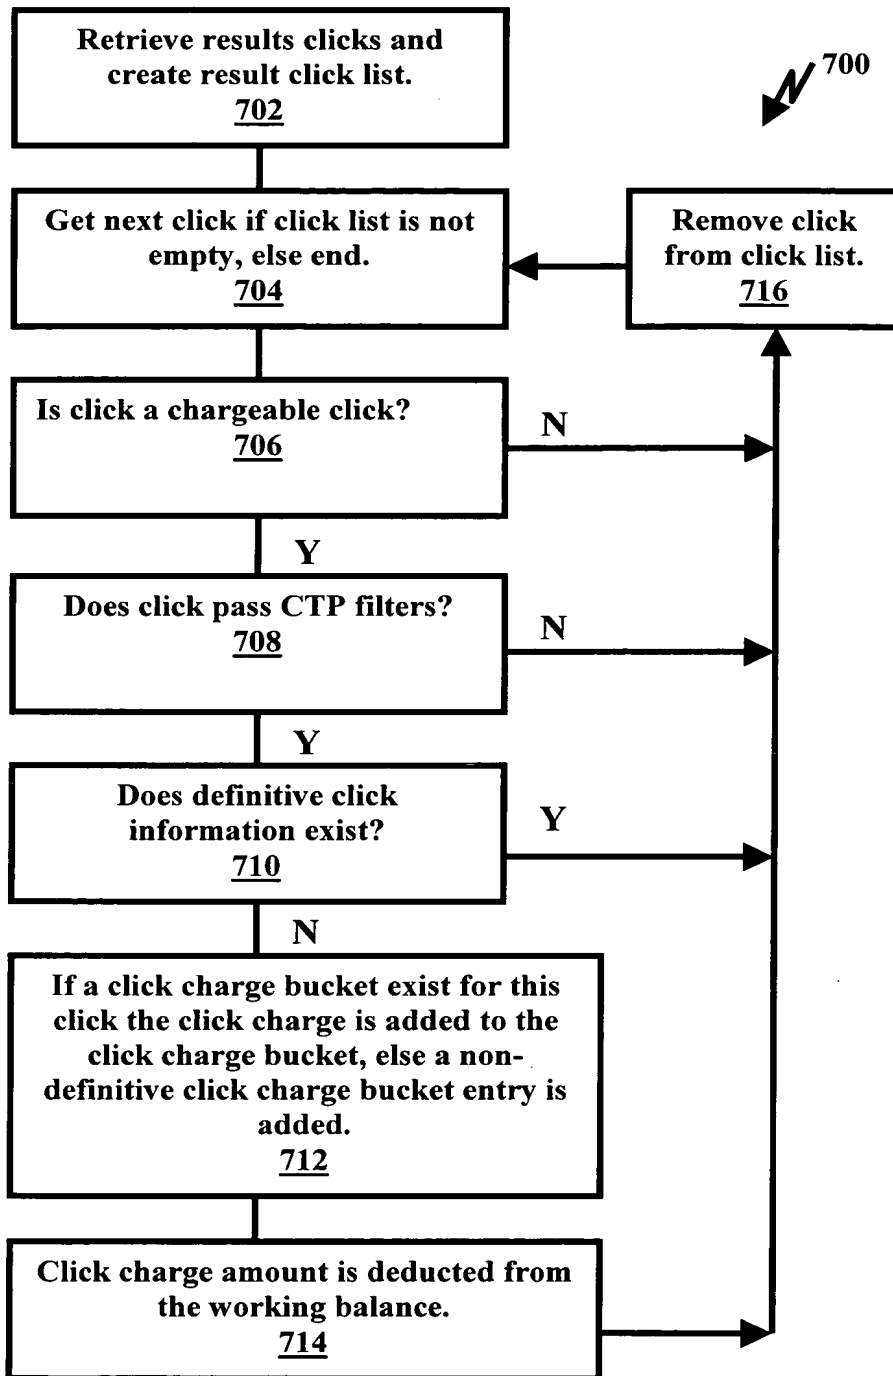 Retrieve results clicks and
create result click list.
702
700
Get next click if click list is not
empty, else end.
704
Remove click
from click list.
716
Is click a chargeable click?
706
N
Y
Does click pass CTP filters?
708
N
Y
Does definitive click
information exist?
710
Y
N
If a click charge bucket exist for this
click the click charge is added to the
click charge bucket, else a non-
definitive click charge bucket entry is
added.
712
Click charge amount is deducted from
the working balance.
714